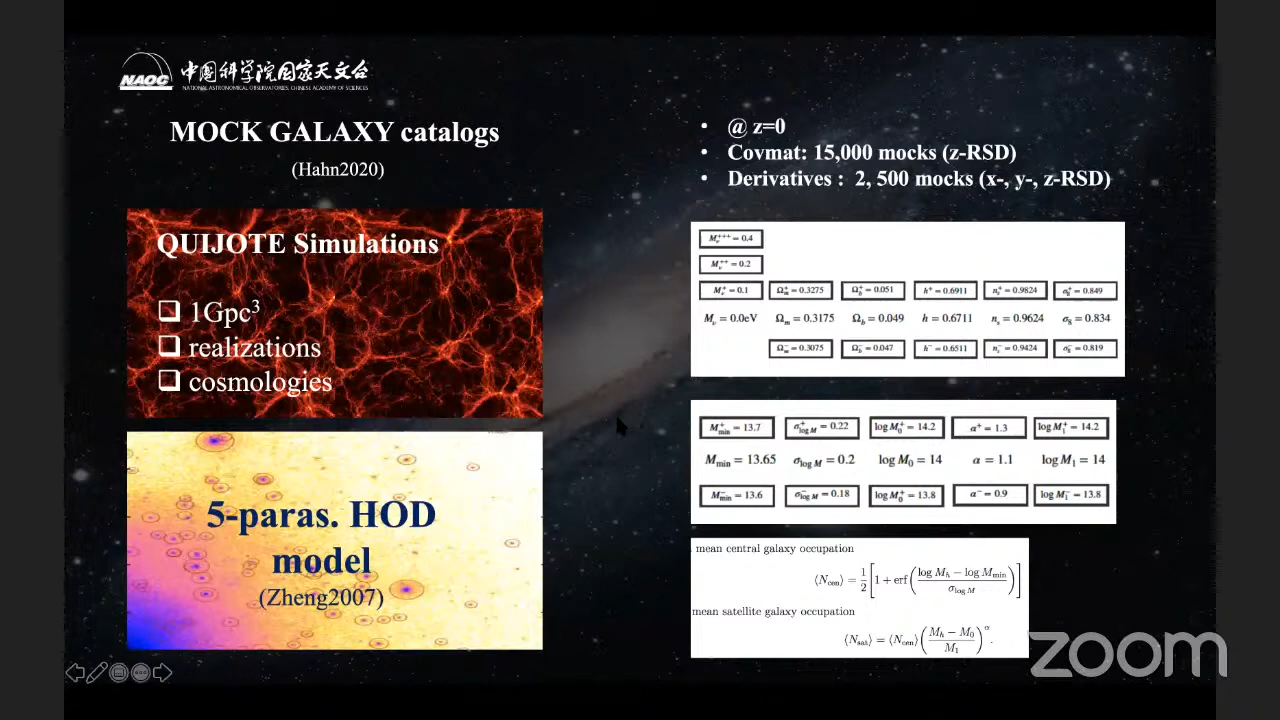 NAOC
中国科学院国家天文台
NATIONAL ASTRONOMICAL OBSERVATORIES, CHINESE ACADEMY OF SCIENCES
MOCK GALAXY catalogs
(Hahn2020)
QUIJOTE Simulations
❑ 1Gpc³
❑ realizations
❑ cosmologies
5-paras. HOD
model
(Zheng2007)
• @ z=0
• Covmat: 15,000 mocks (z-RSD)
• Derivatives : 2, 500 mocks (x-, y-, z-RSD)
M_ν^{+++} = 0.4
M_ν^{++} = 0.2
M_ν^+ = 0.1 Ω_m^+ = 0.3275 Ω_b^+ = 0.051 h^+ = 0.6911 n_s^+ = 0.9824 σ_8^+ = 0.849
M_ν = 0.0eV Ω_m = 0.3175 Ω_b = 0.049 h = 0.6711 n_s = 0.9624 σ_8 = 0.834
Ω_m^- = 0.3075 Ω_b^- = 0.047 h^- = 0.6511 n_s^- = 0.9424 σ_8^- = 0.819
M_min^+ = 13.7 σ_{log M}^+ = 0.22 log M_0^+ = 14.2 α^+ = 1.3 log M_1^+ = 14.2
M_min = 13.65 σ_{log M} = 0.2 log M_0 = 14 α = 1.1 log M_1 = 14
M_min^- = 13.6 σ_{log M}^- = 0.18 log M_0^+ = 13.8 α^- = 0.9 log M_1^- = 13.8
mean central galaxy occupation
⟨N_cen⟩ = 1/2 [1 + erf((log M_h − log M_min)/σ_{log M})]
mean satellite galaxy occupation
⟨N_sat⟩ = ⟨N_cen⟩ ((M_h − M_0)/M_1)^α.
zoom